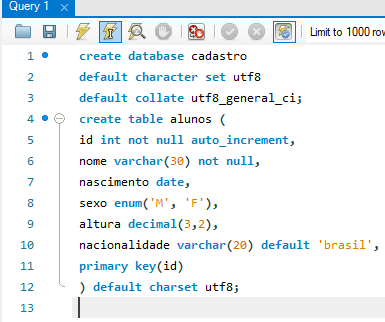 Query 1
Limit to 1000 row
1 create database cadastro
2 default character set utf8
3 default collate utf8_general_ci;
4 create table alunos (
5 id int not null auto_increment,
6 nome varchar(30) not null,
7 nascimento date,
8 sexo enum('M', 'F'),
9 altura decimal(3,2),
10 nacionalidade varchar(20) default 'brasil',
11 primary key(id)
12 ) default charset utf8;
13